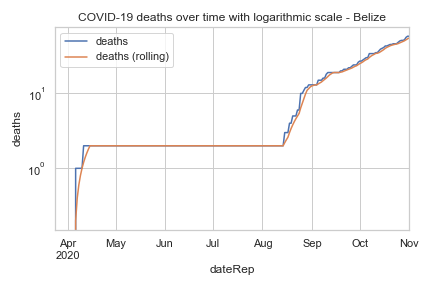 COVID-19 deaths over time with logarithmic scale - Belize
deaths
deaths (rolling)
deaths
10¹
10⁰
Apr
2020
May
Jun
Jul
Aug
Sep
Oct
Nov
dateRep